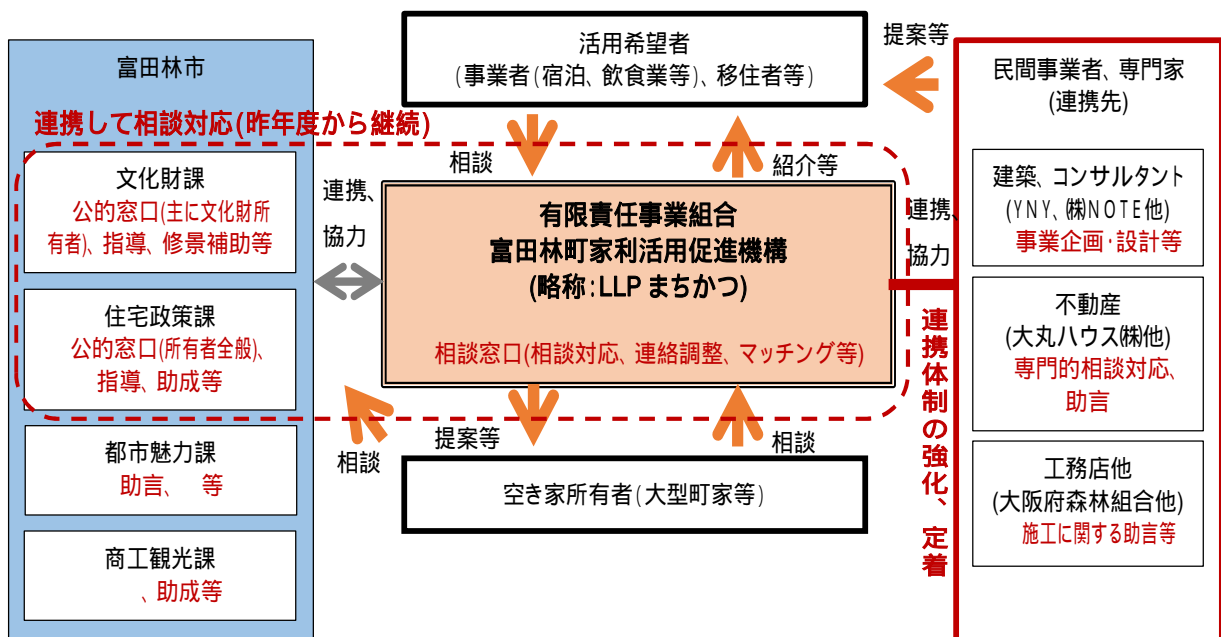 富田林市
連携して相談対応(昨年度から継続)
文化財課
公的窓口(主に文化財所
有者)、指導、修景補助等
住宅政策課
公的窓口(所有者全般)、
指導、助成等
都市魅力課
助言、 等
商工観光課
、助成等
活用希望者
(事業者(宿泊、飲食業等)、移住者等)
相談
紹介等
提案等
連携、
協力
有限責任事業組合
富田林町家利活用促進機構
(略称:LLP まちかつ)
相談窓口(相談対応、連絡調整、マッチング等)
連携、
協力
相談
提案等
相談
空き家所有者(大型町家等)
連携体制の強化、定着
民間事業者、専門家
(連携先)
建築、コンサルタント
(YNY、㈱NOTE他)
事業企画・設計等
不動産
(大丸ハウス㈱他)
専門的相談対応、
助言
工務店他
(大阪府森林組合他)
施工に関する助言等